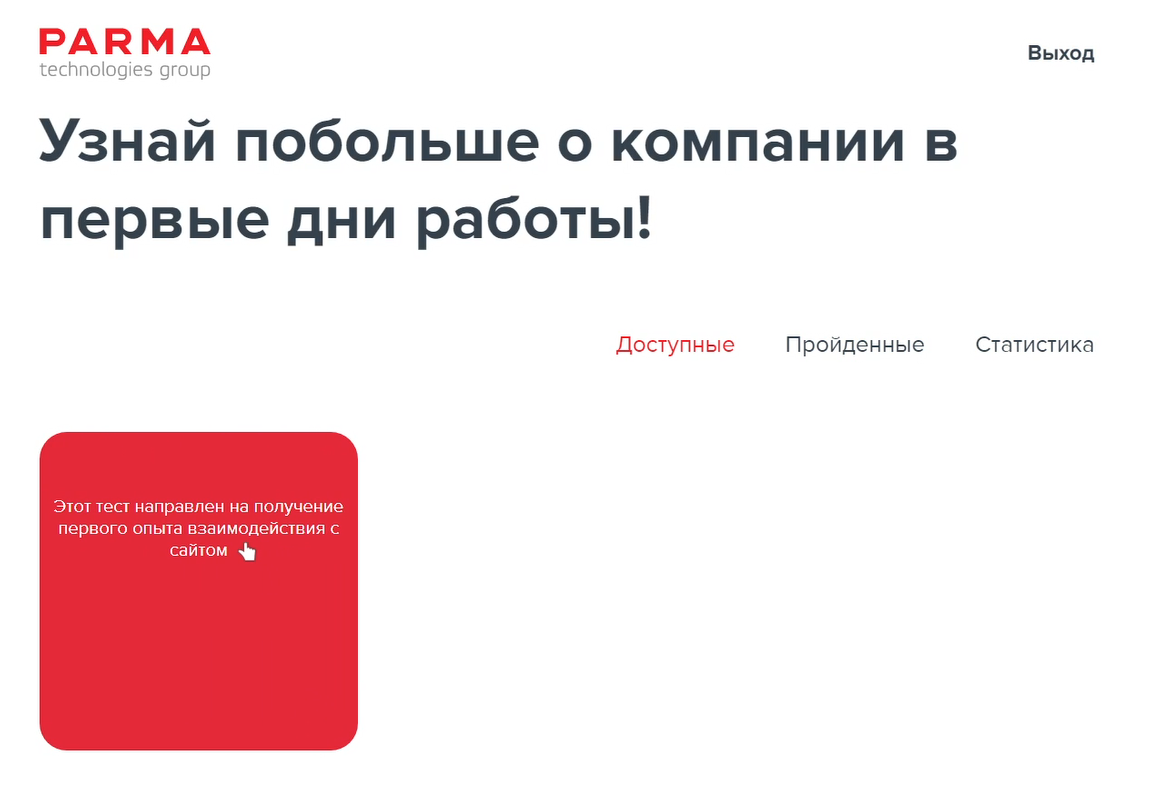 PARMA
technologies group
Выход
Узнай побольше о компании в
первые дни работы!
Доступные
Пройденные
Статистика
Этот тест направлен на получение
первого опыта взаимодействия с
сайтом